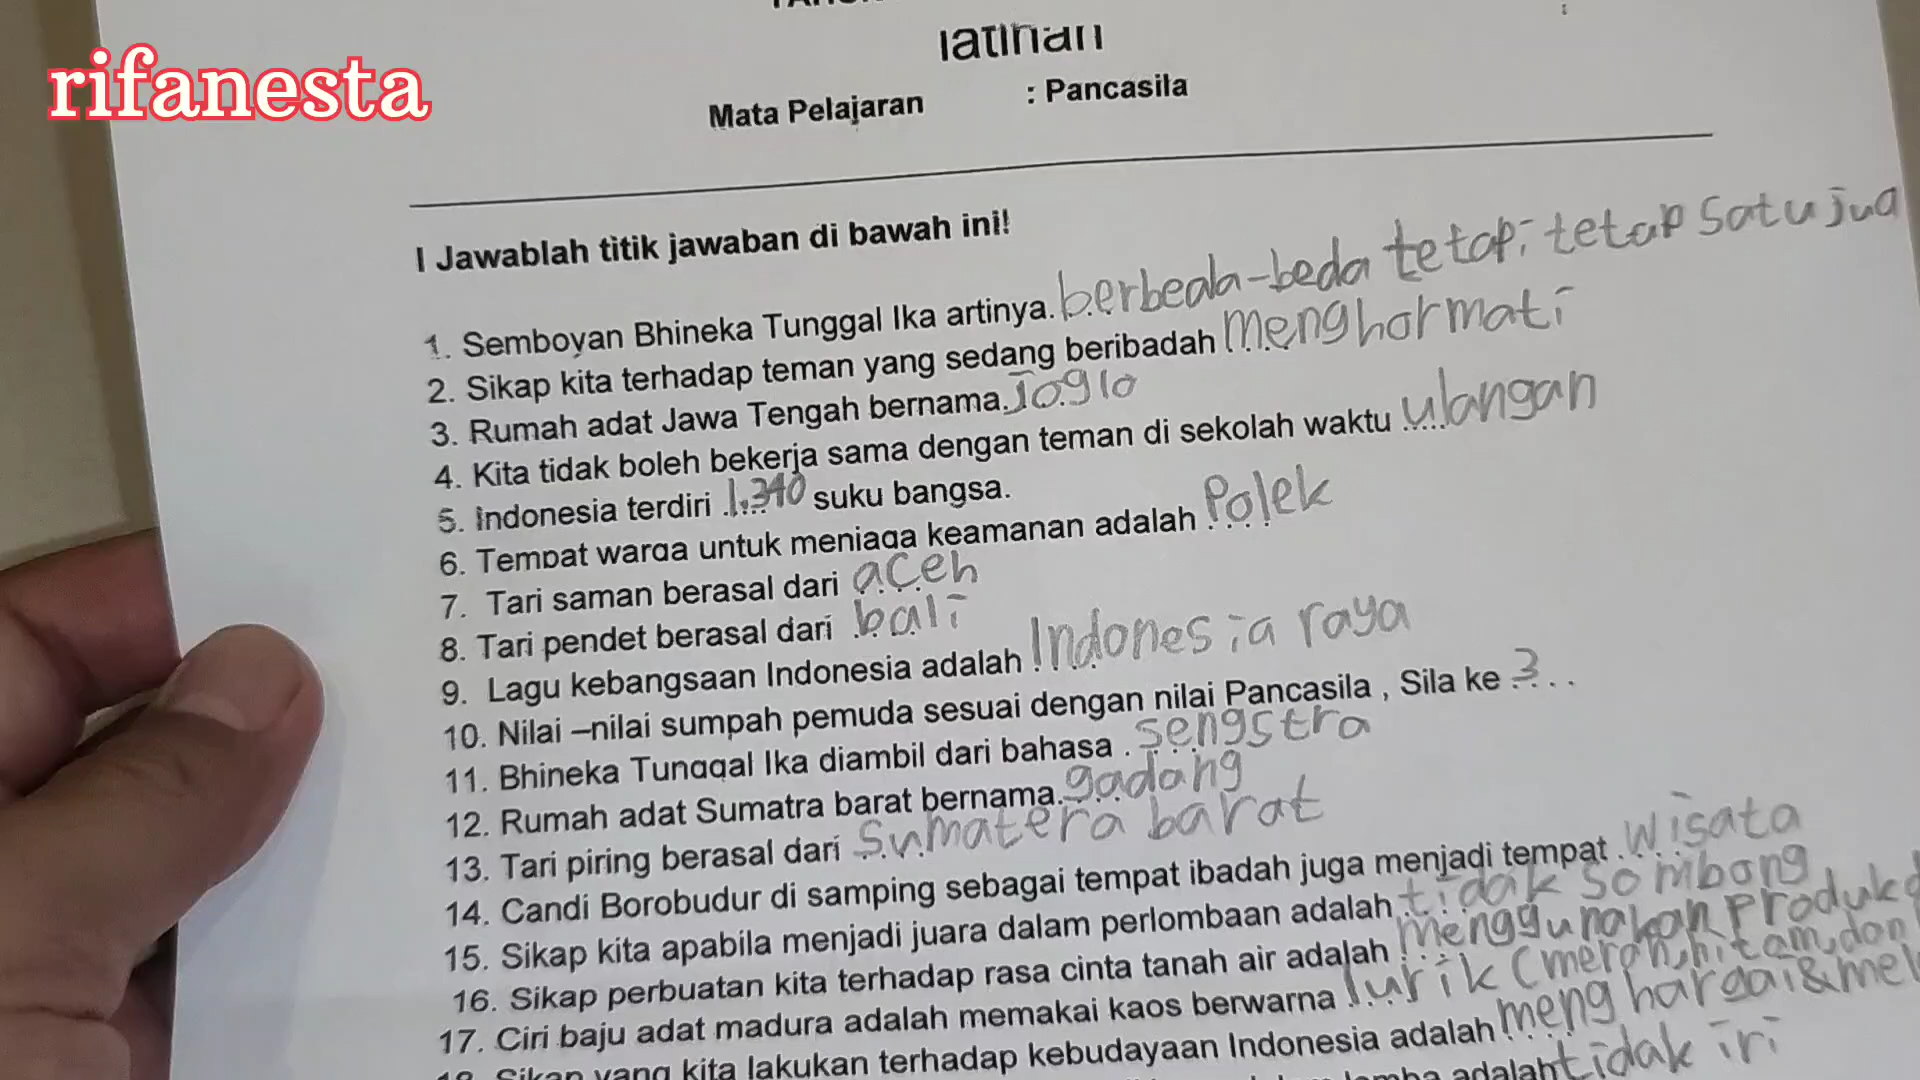 rifanesta
latihan
Mata Pelajaran : Pancasila
I Jawablah titik jawaban di bawah ini!
1. Semboyan Bhineka Tunggal Ika artinya. berbeda-beda tetapi tetap satu jua
2. Sikap kita terhadap teman yang sedang beribadah menghormati
3. Rumah adat Jawa Tengah bernama. joglo
4. Kita tidak boleh bekerja sama dengan teman di sekolah waktu ..... ulangan
5. Indonesia terdiri 1.340 suku bangsa.
6. Tempat warga untuk menjaga keamanan adalah Polek
7. Tari saman berasal dari aceh
8. Tari pendet berasal dari bali
9. Lagu kebangsaan Indonesia adalah Indonesia raya
10. Nilai –nilai sumpah pemuda sesuai dengan nilai Pancasila , Sila ke 3....
11. Bhineka Tunggal Ika diambil dari bahasa . sengstra
12. Rumah adat Sumatra barat bernama. gadang
13. Tari piring berasal dari Sumatera barat
14. Candi Borobudur di samping sebagai tempat ibadah juga menjadi tempat . wisata
15. Sikap kita apabila menjadi juara dalam perlombaan adalah tidak sombong
16. Sikap perbuatan kita terhadap rasa cinta tanah air adalah menggunakan produk
17. Ciri baju adat madura adalah memakai kaos berwarna lurik (merah, hitam, dan
18. Sikap yang kita lakukan terhadap kebudayaan Indonesia adalah menghargai &
lomba adalah tidak iri